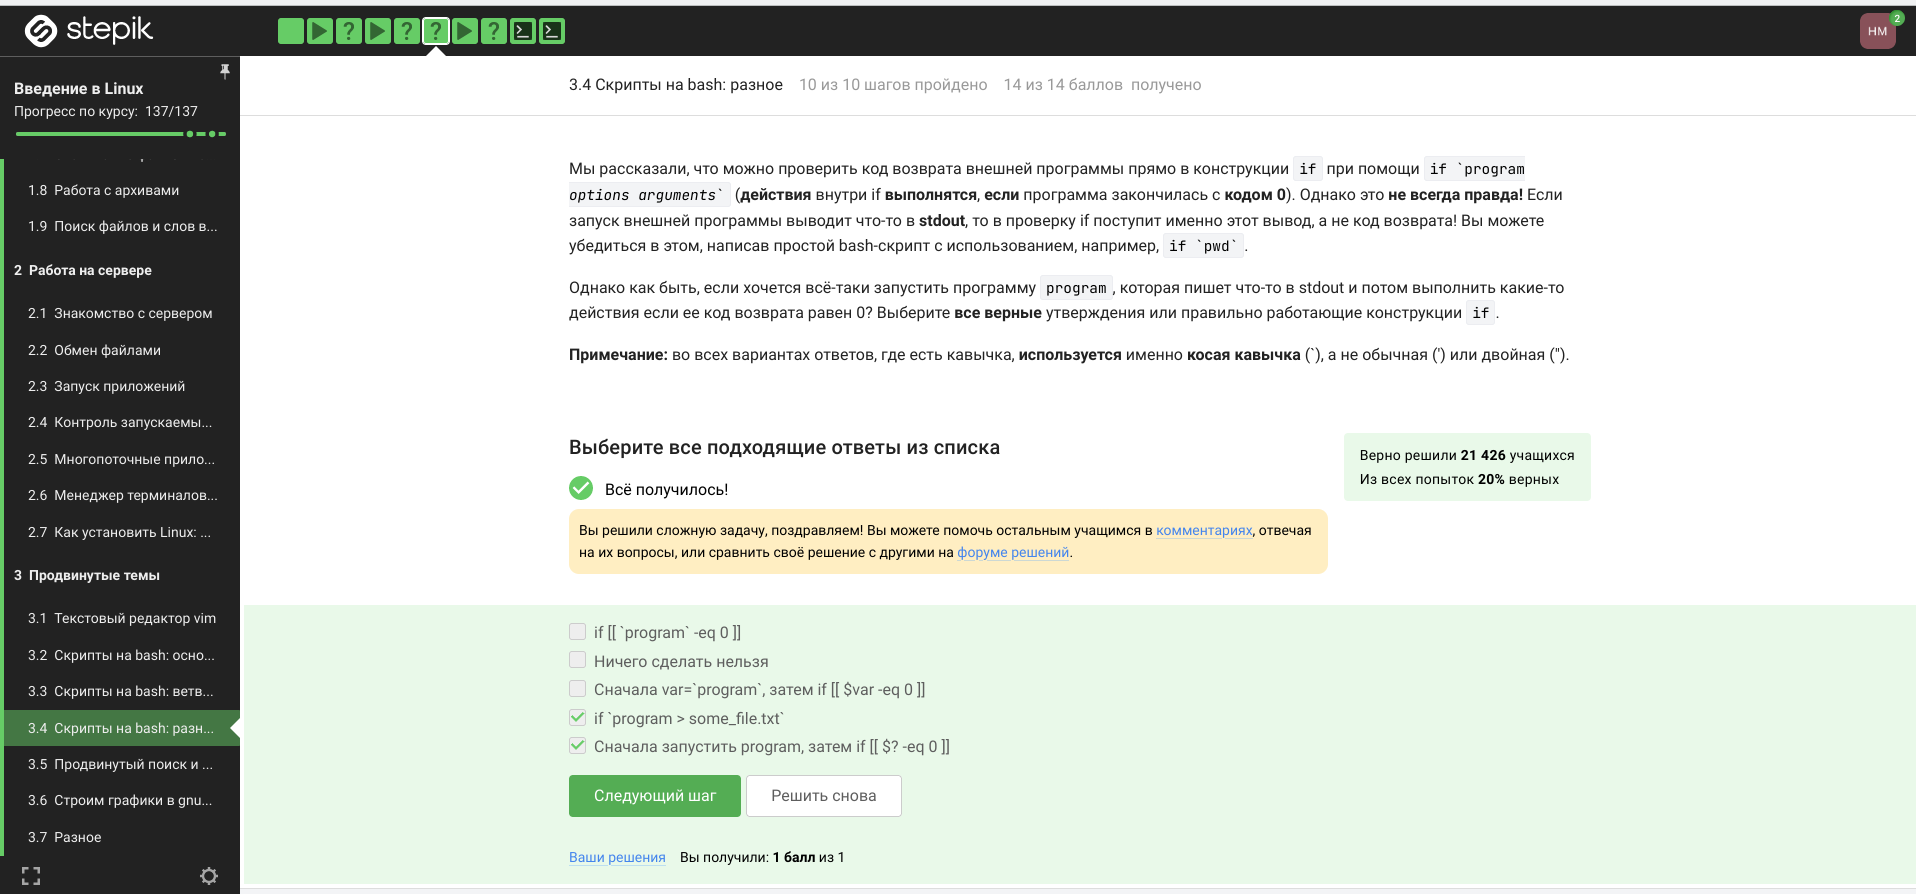 stepik
НМ
2
Введение в Linux
Прогресс по курсу: 137/137
1.8 Работа с архивами
1.9 Поиск файлов и слов в...
2 Работа на сервере
2.1 Знакомство с сервером
2.2 Обмен файлами
2.3 Запуск приложений
2.4 Контроль запускаемы...
2.5 Многопоточные прило...
2.6 Менеджер терминалов...
2.7 Как установить Linux: ...
3 Продвинутые темы
3.1 Текстовый редактор vim
3.2 Скрипты на bash: осно...
3.3 Скрипты на bash: ветв...
3.4 Скрипты на bash: разн...
3.5 Продвинутый поиск и ...
3.6 Строим графики в gnu...
3.7 Разное
3.4 Скрипты на bash: разное 10 из 10 шагов пройдено 14 из 14 баллов получено
Мы рассказали, что можно проверить код возврата внешней программы прямо в конструкции if при помощи if `program
options arguments` (действия внутри if выполнятся, если программа закончилась с кодом 0). Однако это не всегда правда! Если
запуск внешней программы выводит что-то в stdout, то в проверку if поступит именно этот вывод, а не код возврата! Вы можете
убедиться в этом, написав простой bash-скрипт с использованием, например, if `pwd`.
Однако как быть, если хочется всё-таки запустить программу program, которая пишет что-то в stdout и потом выполнить какие-то
действия если ее код возврата равен 0? Выберите все верные утверждения или правильно работающие конструкции if.
Примечание: во всех вариантах ответов, где есть кавычка, используется именно косая кавычка (`), а не обычная (') или двойная (").
Выберите все подходящие ответы из списка
Верно решили 21 426 учащихся
Из всех попыток 20% верных
Всё получилось!
Вы решили сложную задачу, поздравляем! Вы можете помочь остальным учащимся в комментариях, отвечая
на их вопросы, или сравнить своё решение с другими на форуме решений.
if [[ `program` -eq 0 ]]
Ничего сделать нельзя
Сначала var=`program`, затем if [[ $var -eq 0 ]]
if `program > some_file.txt`
Сначала запустить program, затем if [[ $? -eq 0 ]]
Следующий шаг
Решить снова
Ваши решения Вы получили: 1 балл из 1